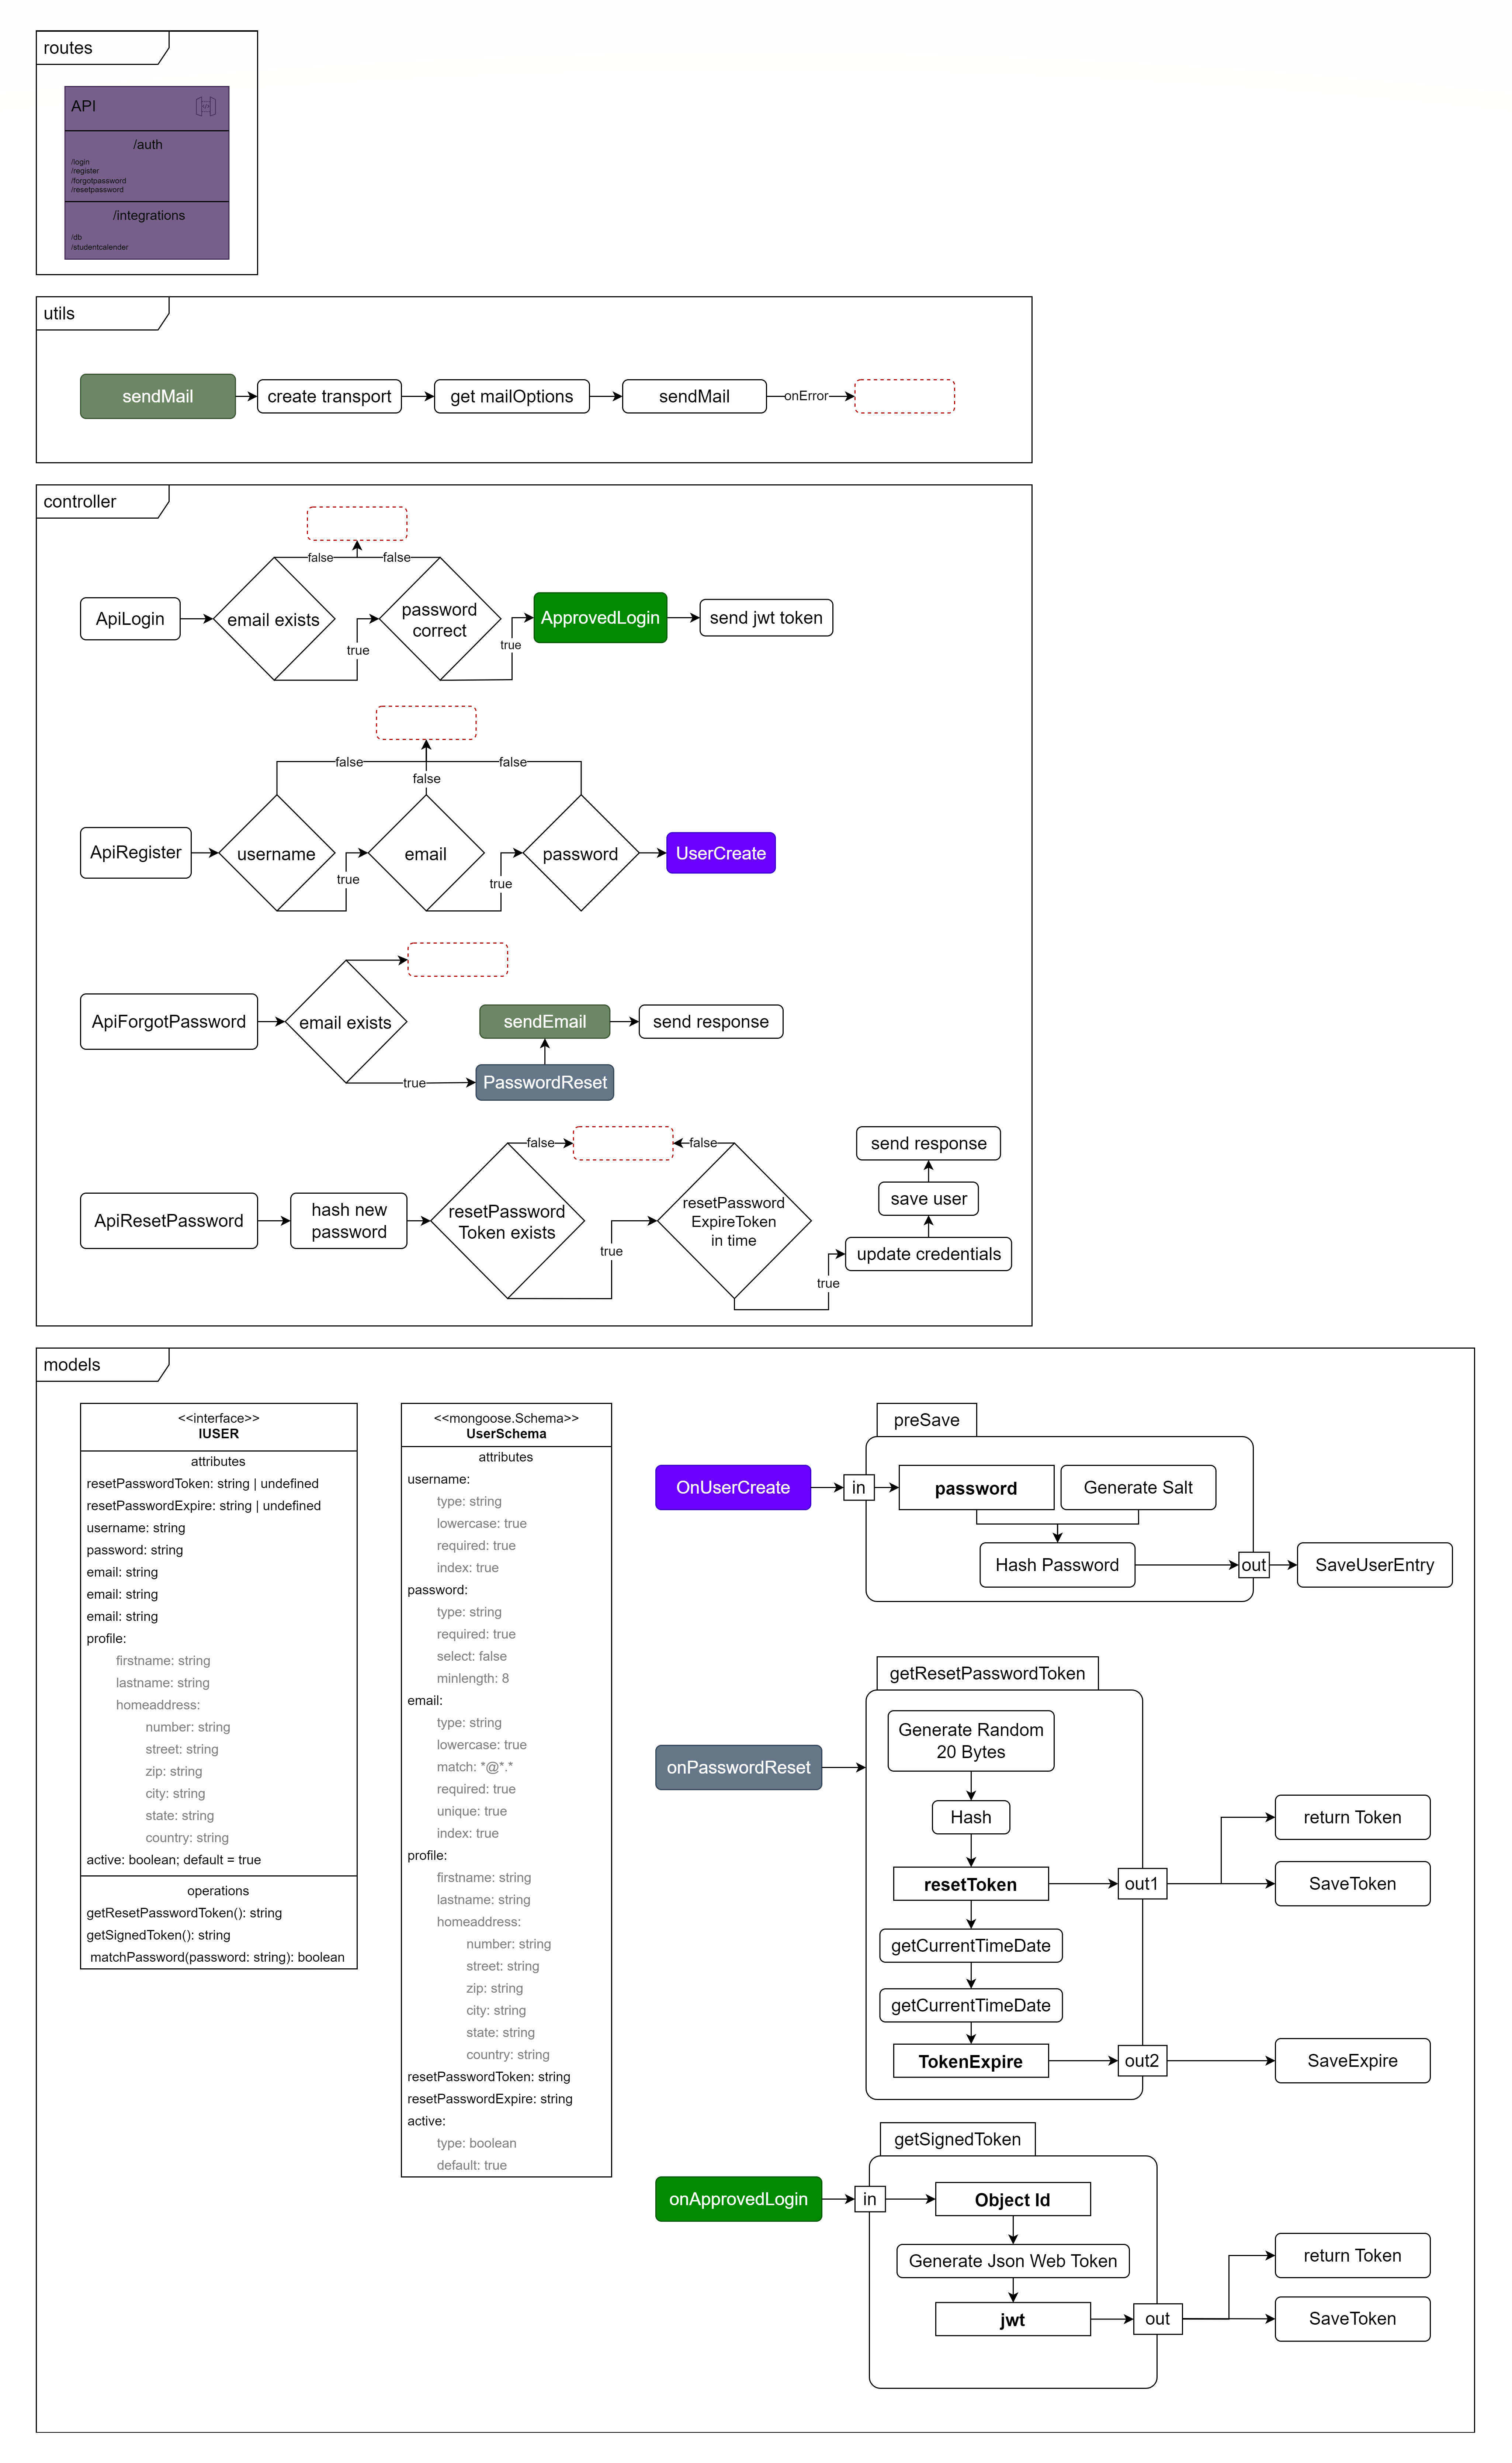 routes
API
/auth
/login
/register
/forgotpassword
/resetpassword
/integrations
/db
/studentcalender
utils
sendMail
create transport
get mailOptions
sendMail
onError
controller
false
false
ApiLogin
email exists
true
password
correct
true
ApprovedLogin
send jwt token
false
false
false
ApiRegister
username
true
email
true
password
UserCreate
ApiForgotPassword
email exists
true
sendEmail
send response
PasswordReset
ApiResetPassword
hash new
password
resetPassword
Token exists
false
false
true
resetPassword
ExpireToken
in time
true
send response
save user
update credentials
models
<<interface>>
IUSER
attributes
resetPasswordToken: string | undefined
resetPasswordExpire: string | undefined
username: string
password: string
email: string
email: string
email: string
profile:
firstname: string
lastname: string
homeaddress:
number: string
street: string
zip: string
city: string
state: string
country: string
active: boolean; default = true
operations
getResetPasswordToken(): string
getSignedToken(): string
matchPassword(password: string): boolean
<<mongoose.Schema>>
UserSchema
attributes
username:
type: string
lowercase: true
required: true
index: true
password:
type: string
required: true
select: false
minlength: 8
email:
type: string
lowercase: true
match: *@*.*
required: true
unique: true
index: true
profile:
firstname: string
lastname: string
homeaddress:
number: string
street: string
zip: string
city: string
state: string
country: string
resetPasswordToken: string
resetPasswordExpire: string
active:
type: boolean
default: true
preSave
OnUserCreate
in
password
Generate Salt
Hash Password
out
SaveUserEntry
getResetPasswordToken
onPasswordReset
Generate Random
20 Bytes
Hash
resetToken
out1
return Token
SaveToken
getCurrentTimeDate
getCurrentTimeDate
TokenExpire
out2
SaveExpire
getSignedToken
onApprovedLogin
in
Object Id
Generate Json Web Token
jwt
out
return Token
SaveToken